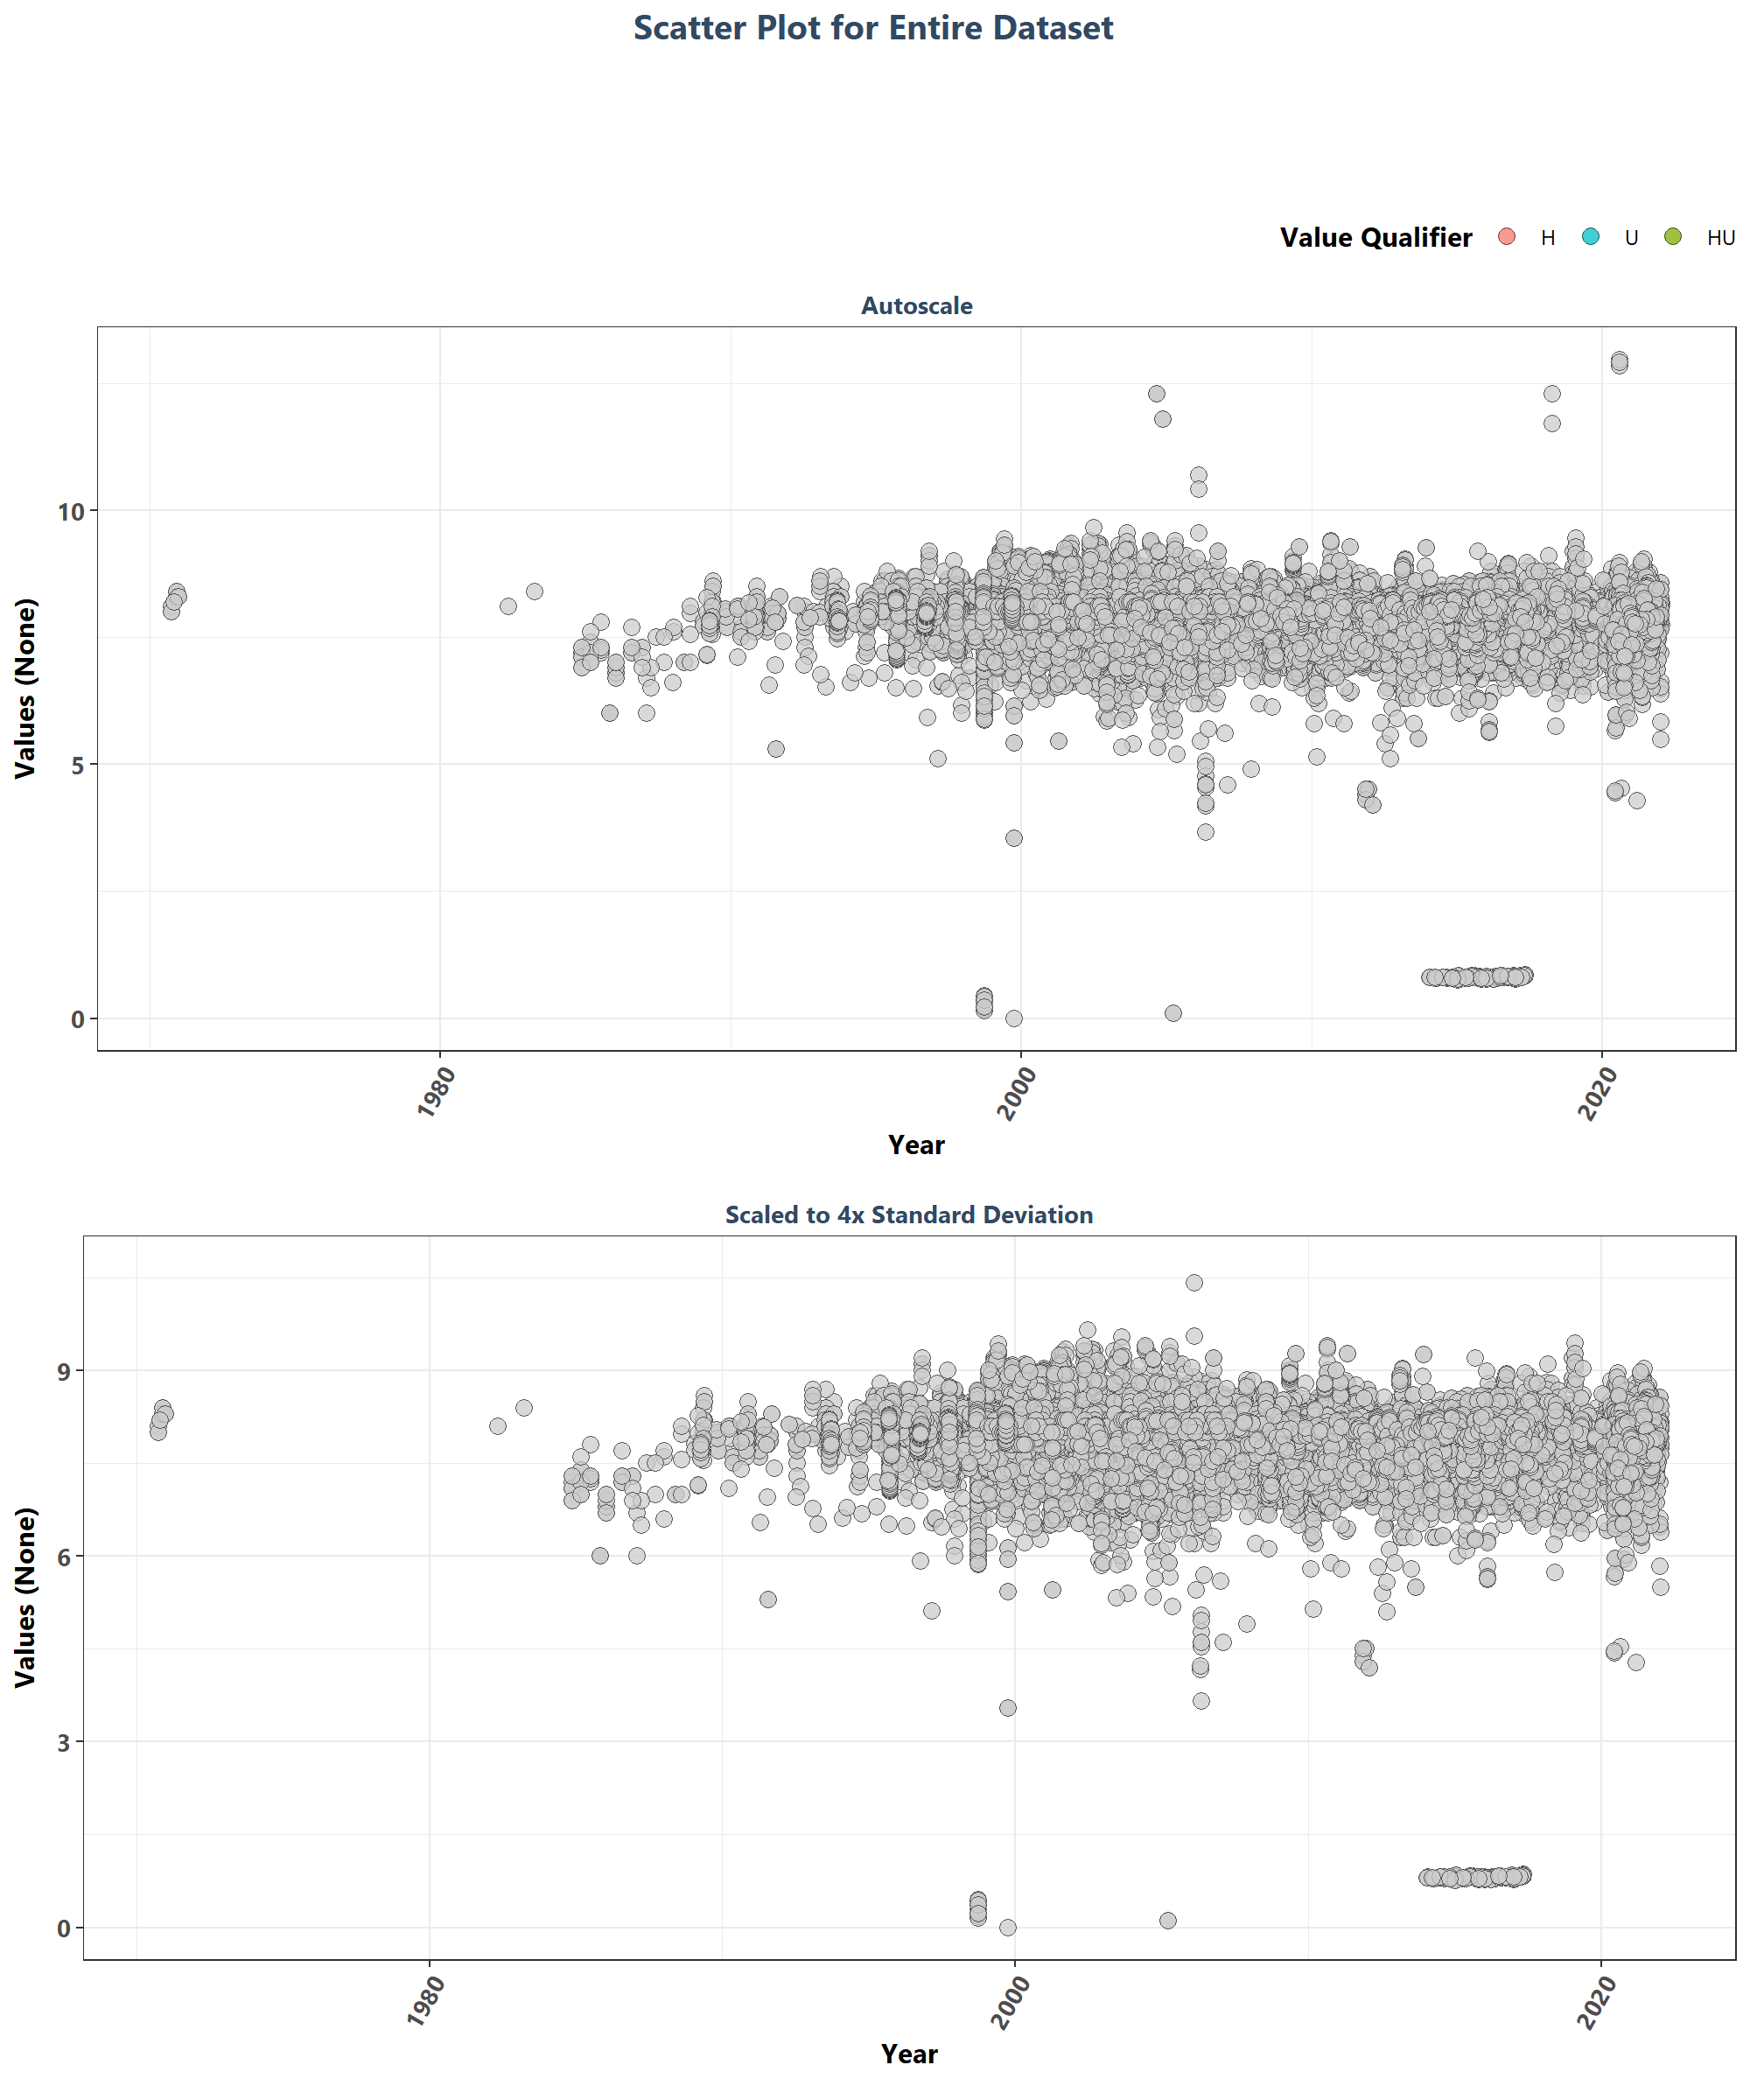 Scatter Plot for Entire Dataset
Value Qualifier H U HU
Autoscale
Values (None)
10
5
0
1980 2000 2020
Year
Scaled to 4x Standard Deviation
Values (None)
9
6
3
0
1980 2000 2020
Year